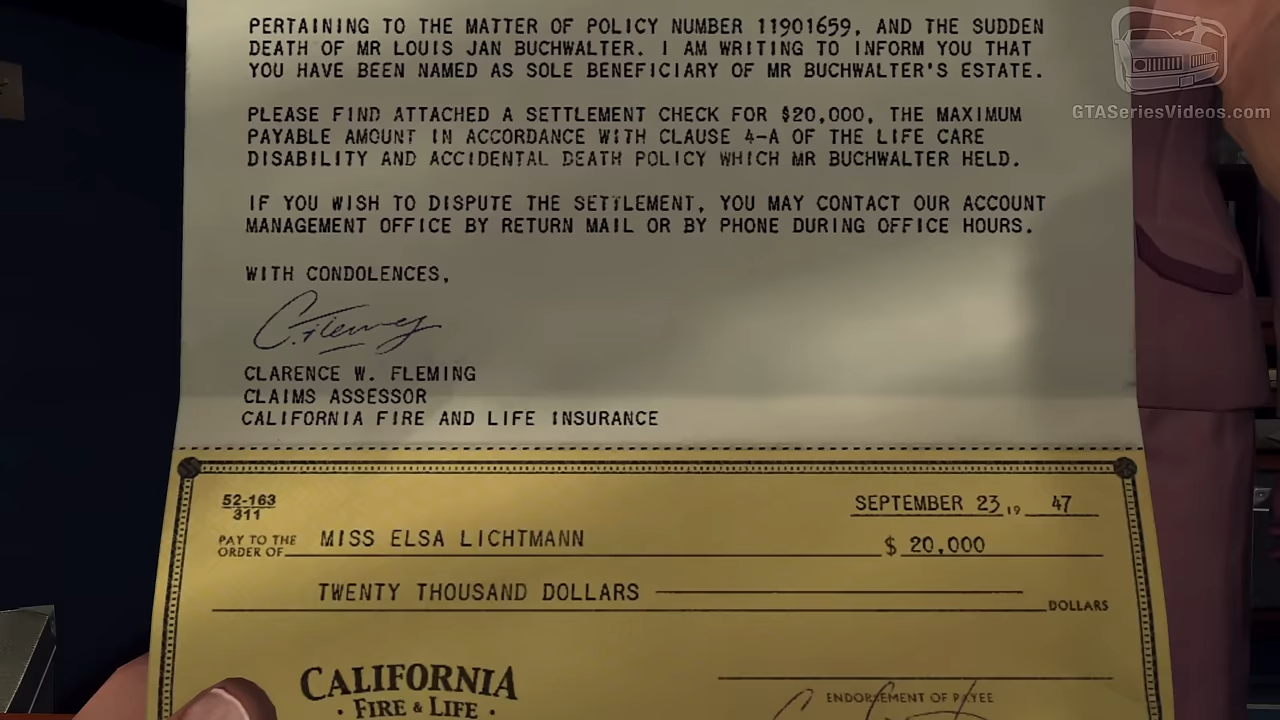 PERTAINING TO THE MATTER OF POLICY NUMBER 11901659, AND THE SUDDEN
DEATH OF MR LOUIS JAN BUCHWALTER. I AM WRITING TO INFORM YOU THAT
YOU HAVE BEEN NAMED AS SOLE BENEFICIARY OF MR BUCHWALTER'S ESTATE.
PLEASE FIND ATTACHED A SETTLEMENT CHECK FOR $20,000, THE MAXIMUM
PAYABLE AMOUNT IN ACCORDANCE WITH CLAUSE 4-A OF THE LIFE CARE
DISABILITY AND ACCIDENTAL DEATH POLICY WHICH MR BUCHWALTER HELD.
IF YOU WISH TO DISPUTE THE SETTLEMENT, YOU MAY CONTACT OUR ACCOUNT
MANAGEMENT OFFICE BY RETURN MAIL OR BY PHONE DURING OFFICE HOURS.
WITH CONDOLENCES,
C. Fleming
CLARENCE W. FLEMING
CLAIMS ASSESSOR
CALIFORNIA FIRE AND LIFE INSURANCE
52-163
311
SEPTEMBER 23, 19 47
PAY TO THE
ORDER OF MISS ELSA LICHTMANN $ 20,000
TWENTY THOUSAND DOLLARS DOLLARS
CALIFORNIA
· FIRE & LIFE ·
ENDORSEMENT OF PAYEE
GTASeriesVideos.com